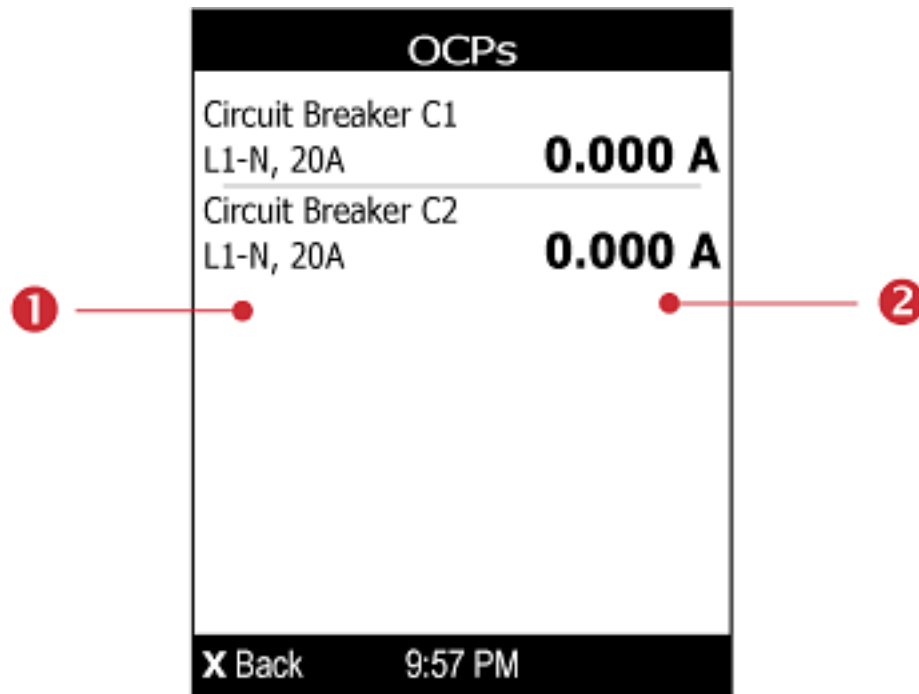 OCPs
Circuit Breaker C1
L1-N, 20A 0.000 A
Circuit Breaker C2
L1-N, 20A 0.000 A
1 2
X Back 9:57 PM